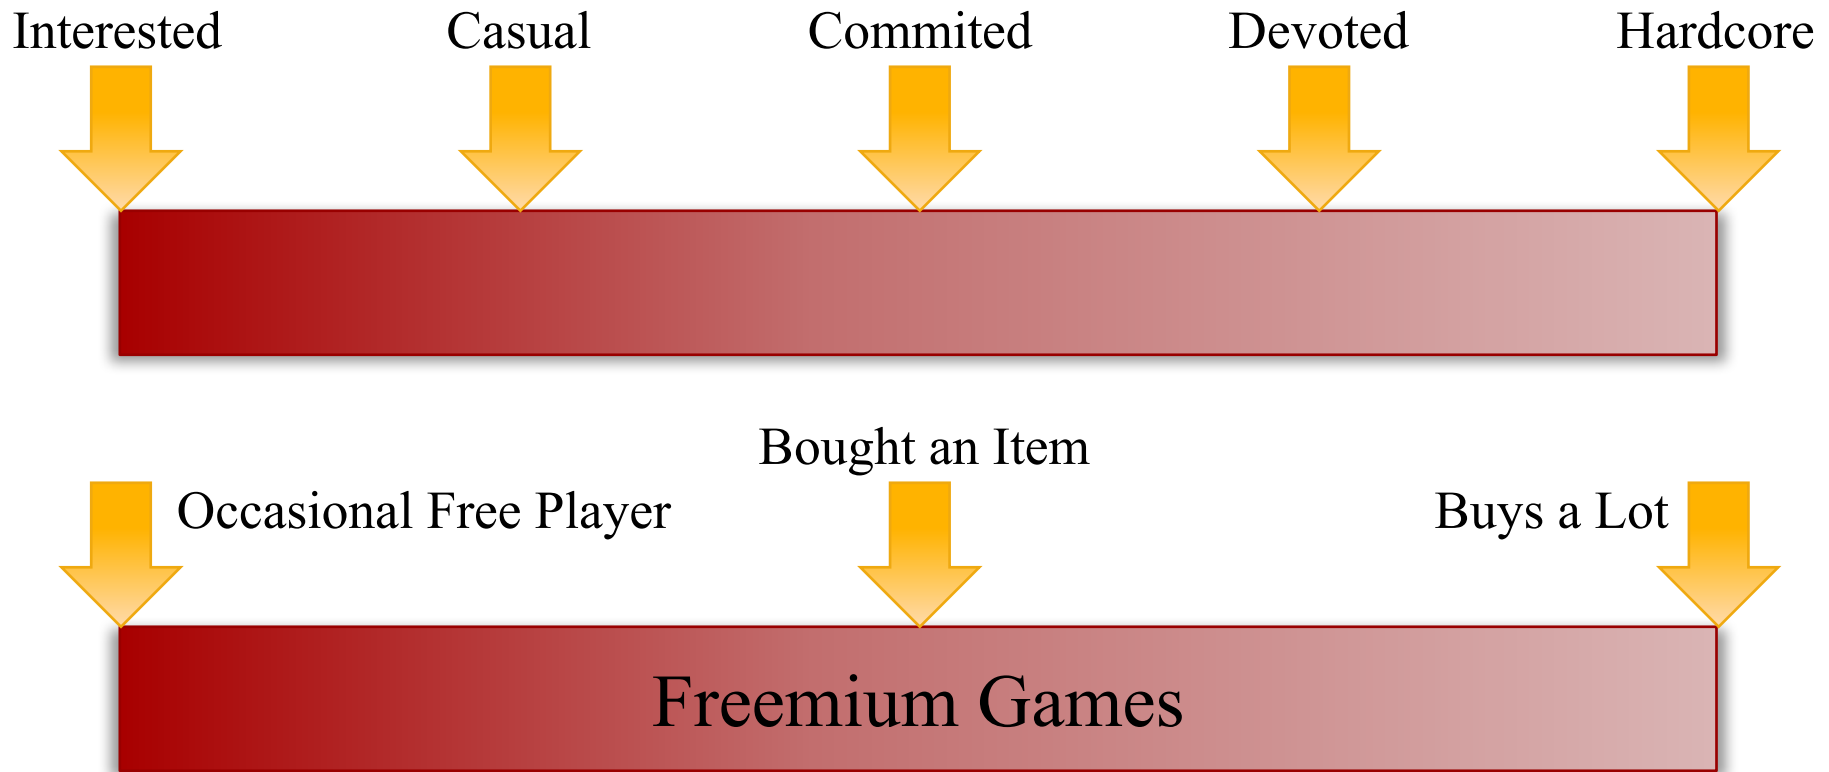 Interested Casual Commited Devoted Hardcore
Bought an Item
Occasional Free Player Buys a Lot
Freemium Games